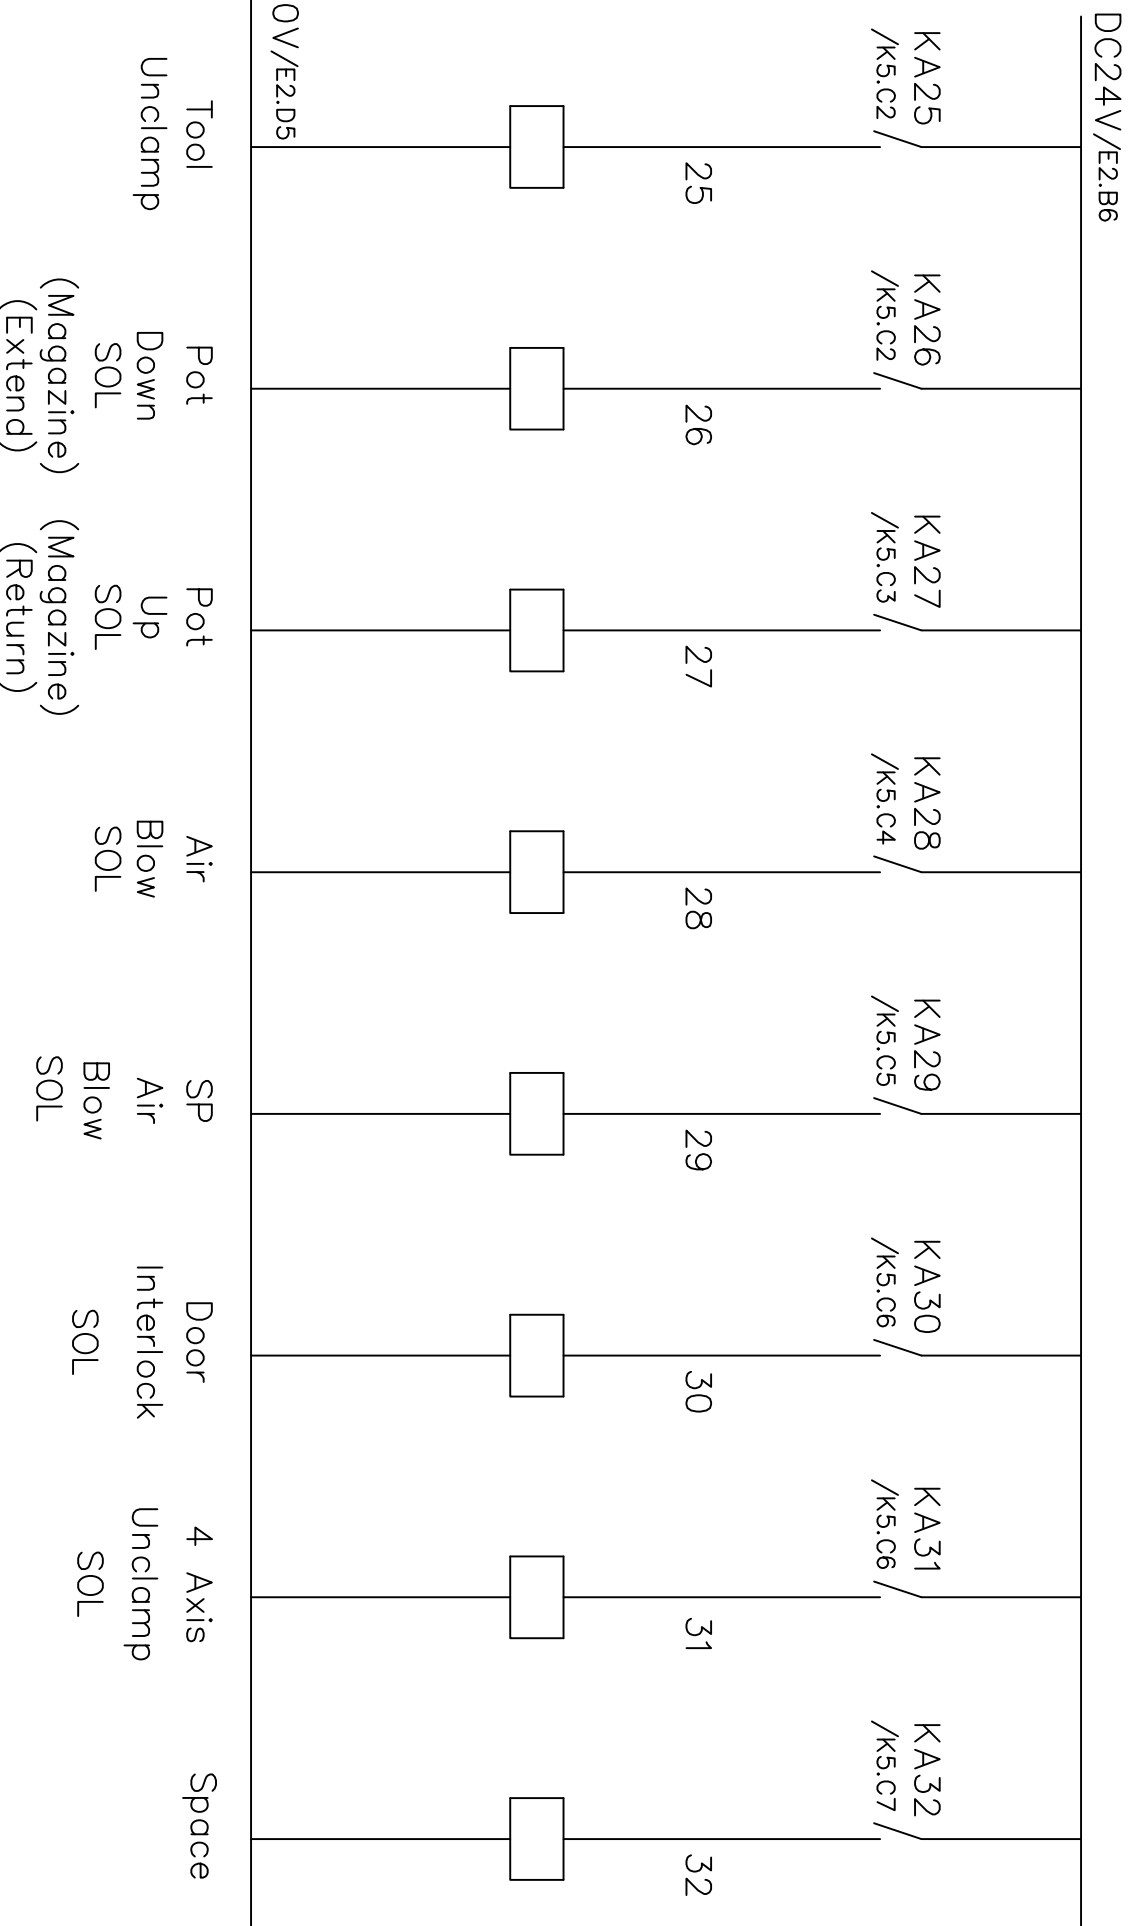 DC24V/E2.B6
KA25
/K5.C2
KA26
/K5.C2
KA27
/K5.C3
KA28
/K5.C4
KA29
/K5.C5
KA30
/K5.C6
KA31
/K5.C6
KA32
/K5.C7
25
26
27
28
29
30
31
32
0V/E2.D5
Tool
Unclamp
Pot
Down
SOL
(Magazine)
(Extend)
Pot
Up
SOL
(Magazine)
(Return)
Air
Blow
SOL
SP
Air
Blow
SOL
Door
Interlock
SOL
4 Axis
Unclamp
SOL
Space